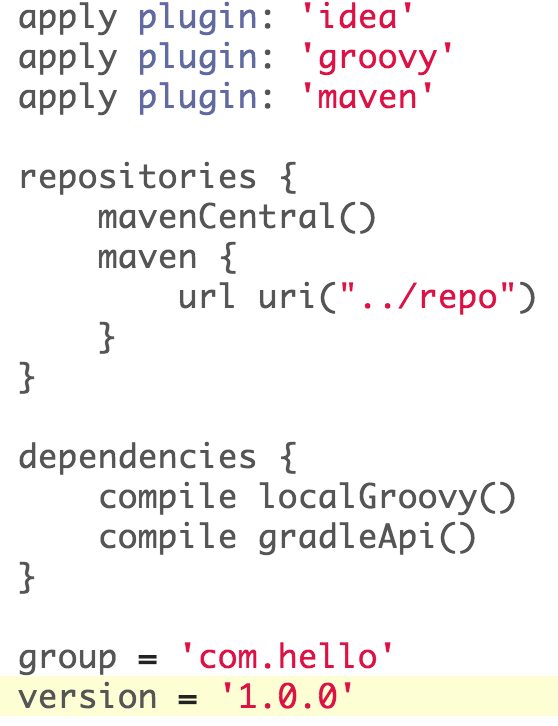 apply plugin: 'idea'
apply plugin: 'groovy'
apply plugin: 'maven'
repositories {
    mavenCentral()
    maven {
        url uri("../repo")
    }
}
dependencies {
    compile localGroovy()
    compile gradleApi()
}
group = 'com.hello'
version = '1.0.0'